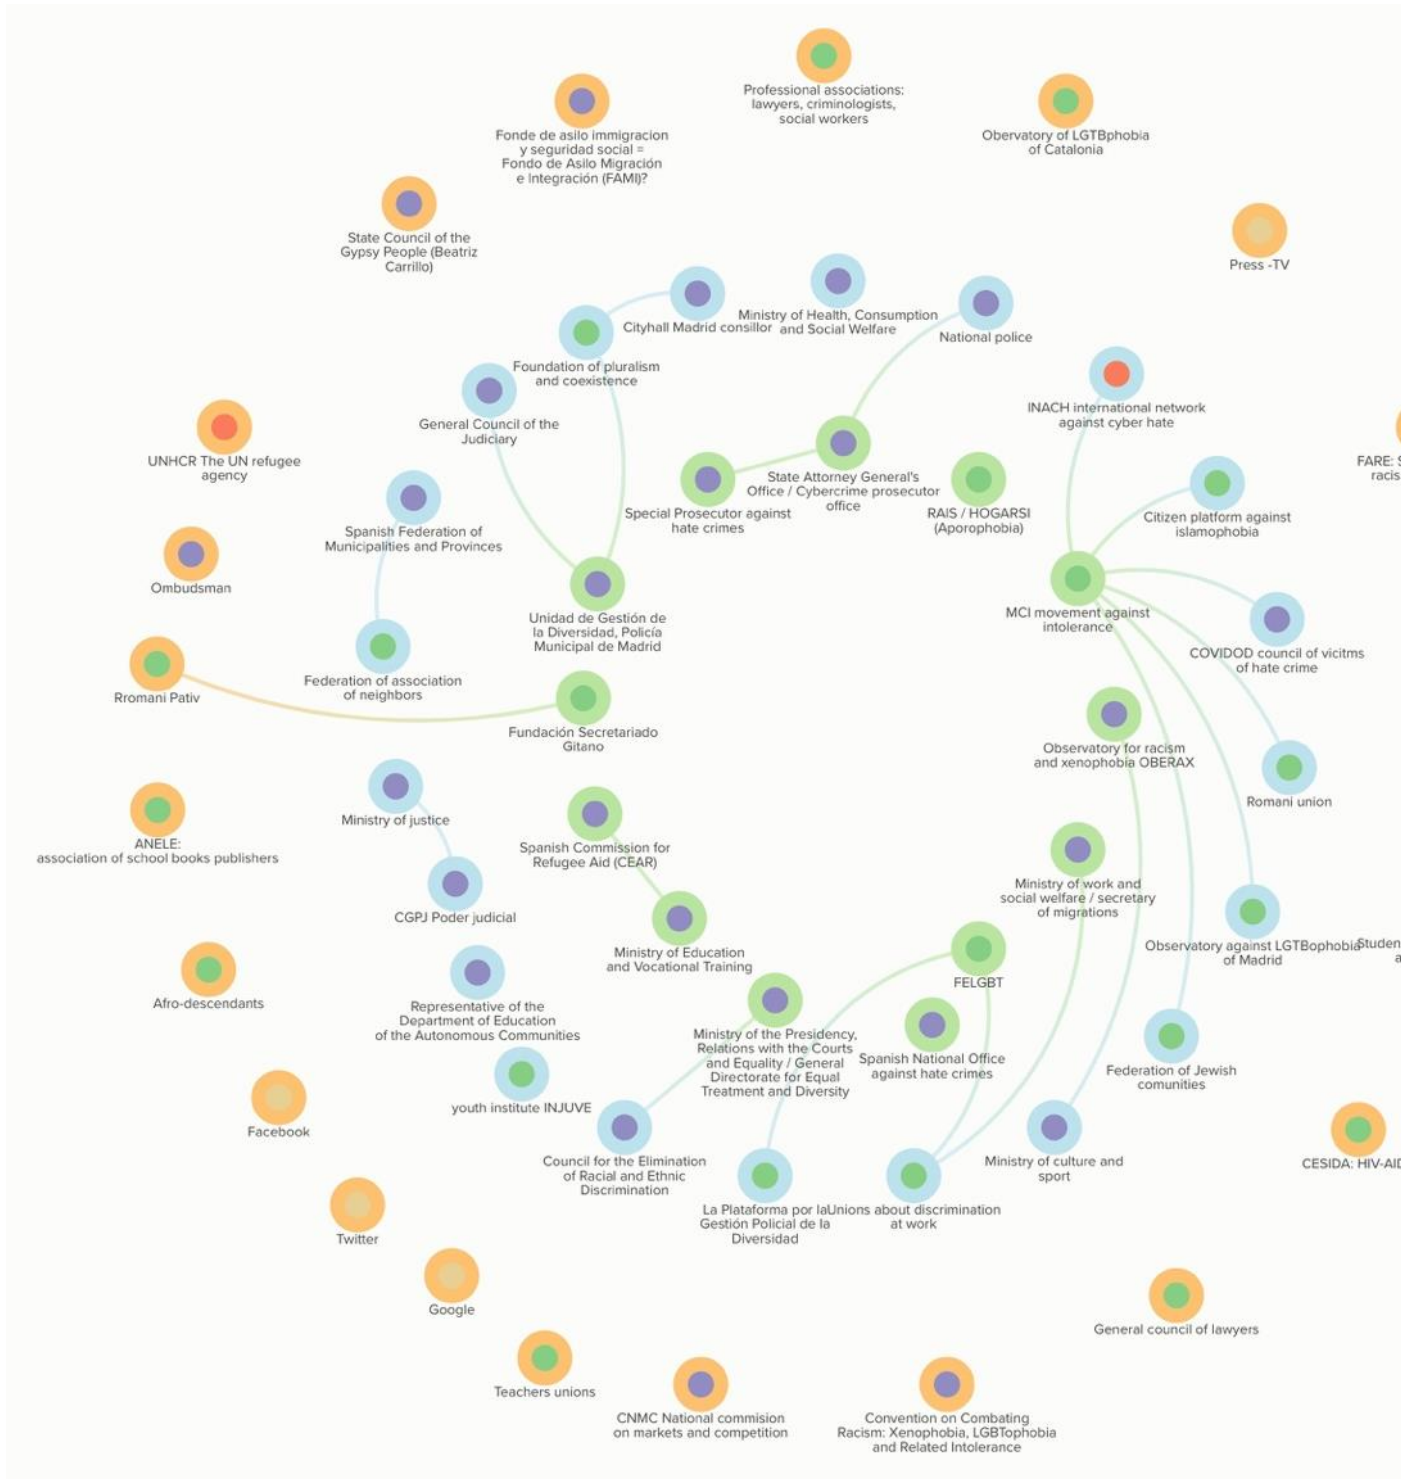 Professional associations:
lawyers, criminologists,
social workers
Fonde de asilo immigracion
y seguridad social =
Fondo de Asilo Migración
e Integración (FAMI)?
Obervatory of LGTBphobia
of Catalonia
State Council of the
Gypsy People (Beatriz
Carrillo)
Press -TV
Cityhall Madrid consillor
Ministry of Health, Consumption
and Social Welfare
National police
Foundation of pluralism
and coexistence
General Council of the
Judiciary
INACH international network
against cyber hate
UNHCR The UN refugee
agency
FARE: S
racis
State Attorney General's
Office / Cybercrime prosecutor
office
Special Prosecutor against
hate crimes
RAIS / HOGARSI
(Aporophobia)
Citizen platform against
islamophobia
Spanish Federation of
Municipalities and Provinces
Ombudsman
Unidad de Gestión de
la Diversidad, Policía
Municipal de Madrid
MCI movement against
intolerance
COVIDOD council of vicitms
of hate crime
Federation of association
of neighbors
Rromani Pativ
Fundación Secretariado
Gitano
Observatory for racism
and xenophobia OBERAX
Romani union
Ministry of justice
ANELE:
association of school books publishers
Spanish Commission for
Refugee Aid (CEAR)
Ministry of work and
social welfare / secretary
of migrations
CGPJ Poder judicial
Ministry of Education
and Vocational Training
Observatory against LGTBophobia
of Madrid
Studen
a
FELGBT
Afro-descendants
Representative of the
Department of Education
of the Autonomous Communities
Ministry of the Presidency,
Relations with the Courts
and Equality / General
Directorate for Equal
Treatment and Diversity
Spanish National Office
against hate crimes
Federation of Jewish
comunities
youth institute INJUVE
Facebook
Council for the Elimination
of Racial and Ethnic
Discrimination
Ministry of culture and
sport
CESIDA: HIV-AID
La Plataforma por la
Gestión Policial de la
Diversidad
Unions about discrimination
at work
Twitter
Google
General council of lawyers
Teachers unions
CNMC National commision
on markets and competition
Convention on Combating
Racism: Xenophobia, LGBTophobia
and Related Intolerance